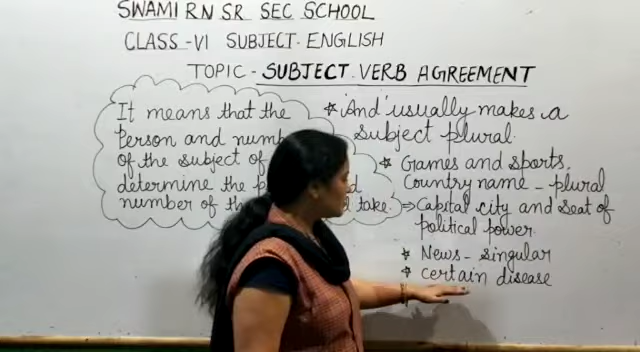 SWAMI RN SR SEC SCHOOL
CLASS-VI SUBJECT-ENGLISH
TOPIC-SUBJECT VERB AGREEMENT
It means that the
Person and
of the subject of
determine the
number of take.
'And' usually makes a
Subject plural.
Games and sports.
Country name - plural
⇒ Capital city and seat of
political power.
News - singular
certain disease